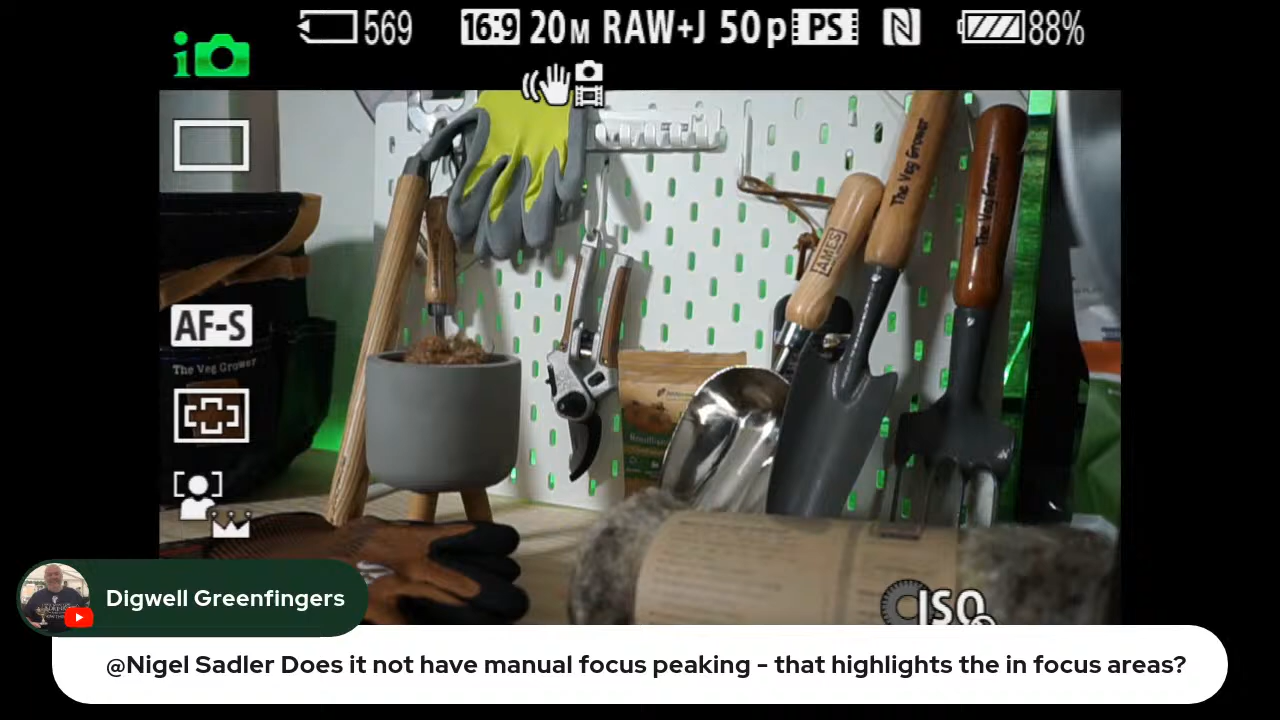 569
16:9 20M RAW+J 50p PS N 88%
i
The Veg Grower
The Veg Grower
AMES
AF-S
The Veg Grower
ISO
Digwell Greenfingers
@Nigel Sadler Does it not have manual focus peaking - that highlights the in focus areas?